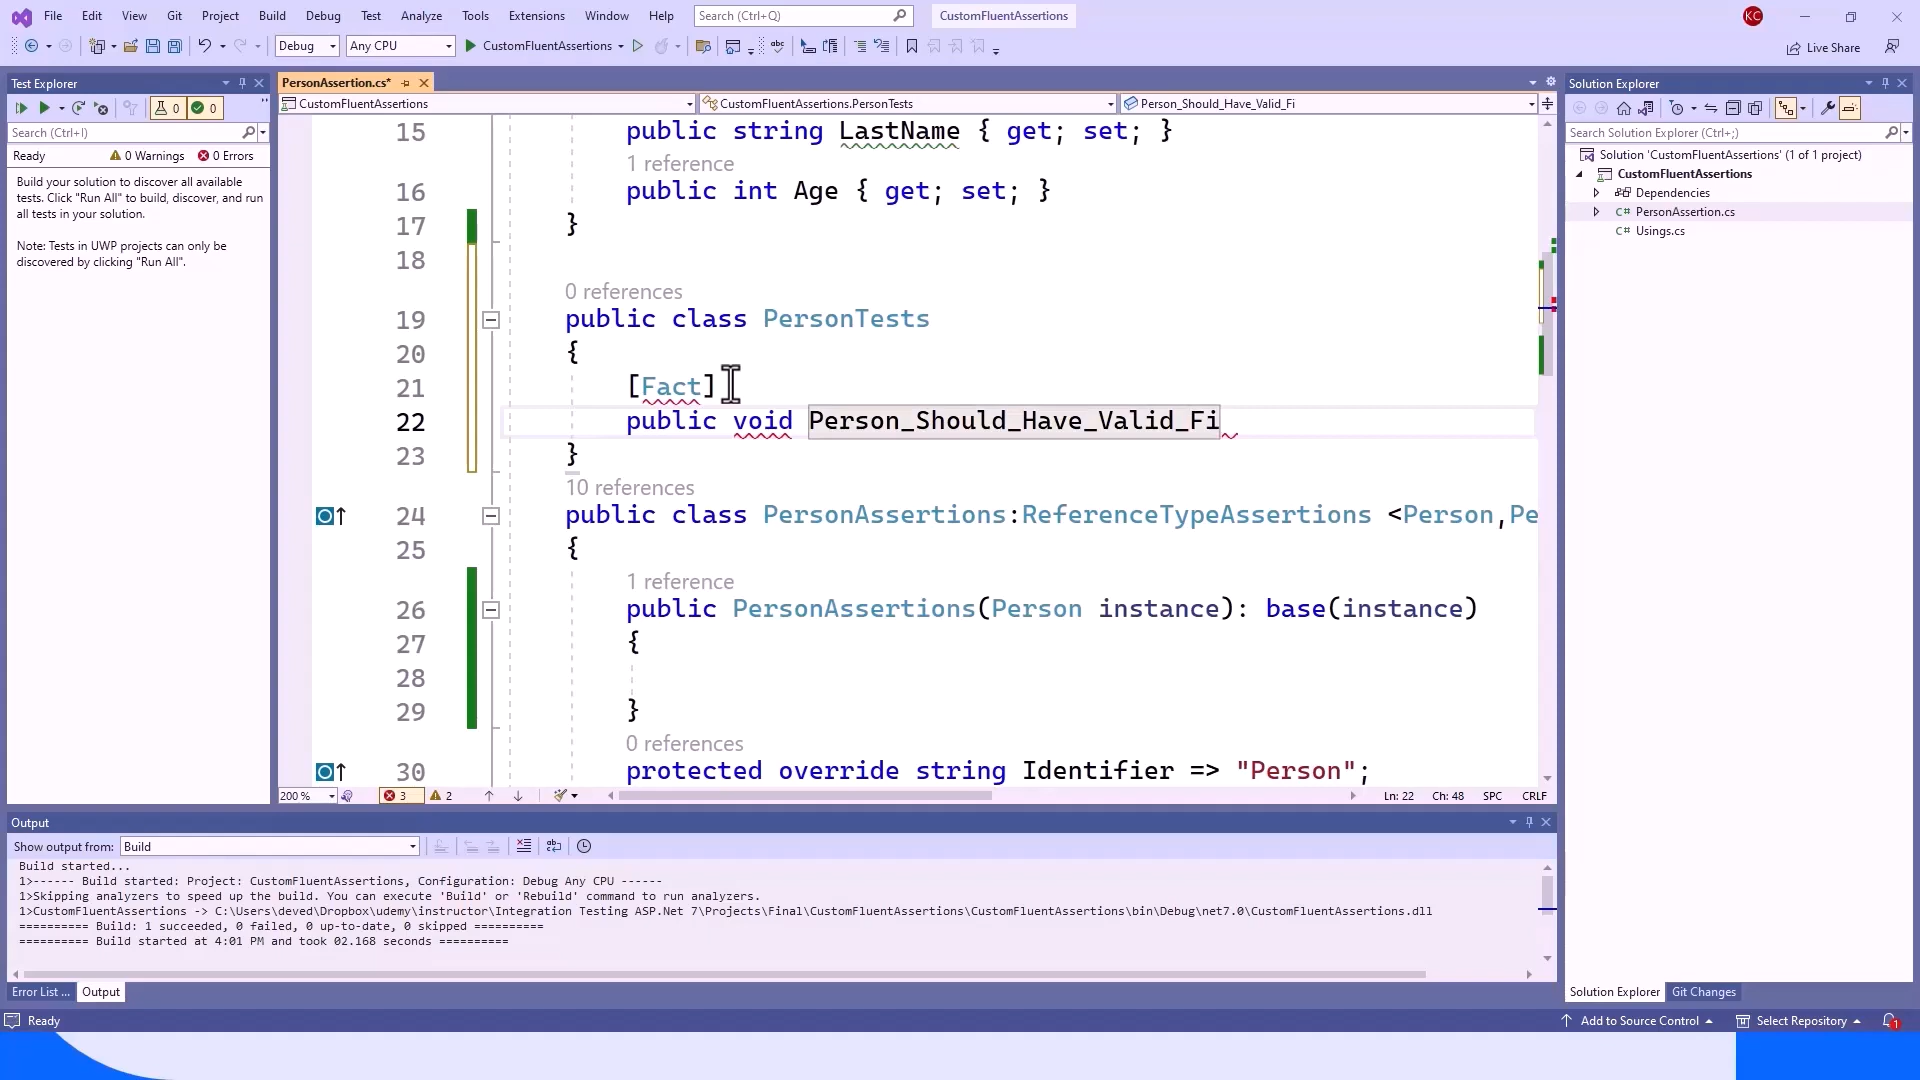 File Edit View Git Project Build Debug Test Analyze Tools Extensions Window Help Search (Ctrl+Q) CustomFluentAssertions KC
Debug Any CPU CustomFluentAssertions Live Share
Test Explorer
0 0
Search (Ctrl+I)
Ready 0 Warnings 0 Errors
Build your solution to discover all available
tests. Click "Run All" to build, discover, and run
all tests in your solution.
Note: Tests in UWP projects can only be
discovered by clicking "Run All".
PersonAssertion.cs*
CustomFluentAssertions CustomFluentAssertions.PersonTests Person_Should_Have_Valid_Fi
15 public string LastName { get; set; }
1 reference
16 public int Age { get; set; }
17 }
18
0 references
19 public class PersonTests
20 {
21 [Fact]
22 public void Person_Should_Have_Valid_Fi
23 }
10 references
24 public class PersonAssertions:ReferenceTypeAssertions <Person,Pe
25 {
1 reference
26 public PersonAssertions(Person instance): base(instance)
27 {
28
29 }
0 references
30 protected override string Identifier => "Person";
200 % 3 2 Ln: 22 Ch: 48 SPC CRLF
Solution Explorer
Search Solution Explorer (Ctrl+;)
Solution 'CustomFluentAssertions' (1 of 1 project)
CustomFluentAssertions
Dependencies
C# PersonAssertion.cs
C# Usings.cs
Output
Show output from: Build
Build started...
1>------ Build started: Project: CustomFluentAssertions, Configuration: Debug Any CPU ------
1>Skipping analyzers to speed up the build. You can execute 'Build' or 'Rebuild' command to run analyzers.
1>CustomFluentAssertions -> C:\Users\deved\Dropbox\udemy\instructor\Integration Testing ASP.Net 7\Projects\Final\CustomFluentAssertions\CustomFluentAssertions\bin\Debug\net7.0\CustomFluentAssertions.dll
========== Build: 1 succeeded, 0 failed, 0 up-to-date, 0 skipped ==========
========== Build started at 4:01 PM and took 02.168 seconds ==========
Error List ... Output
Solution Explorer Git Changes
Ready Add to Source Control Select Repository 1